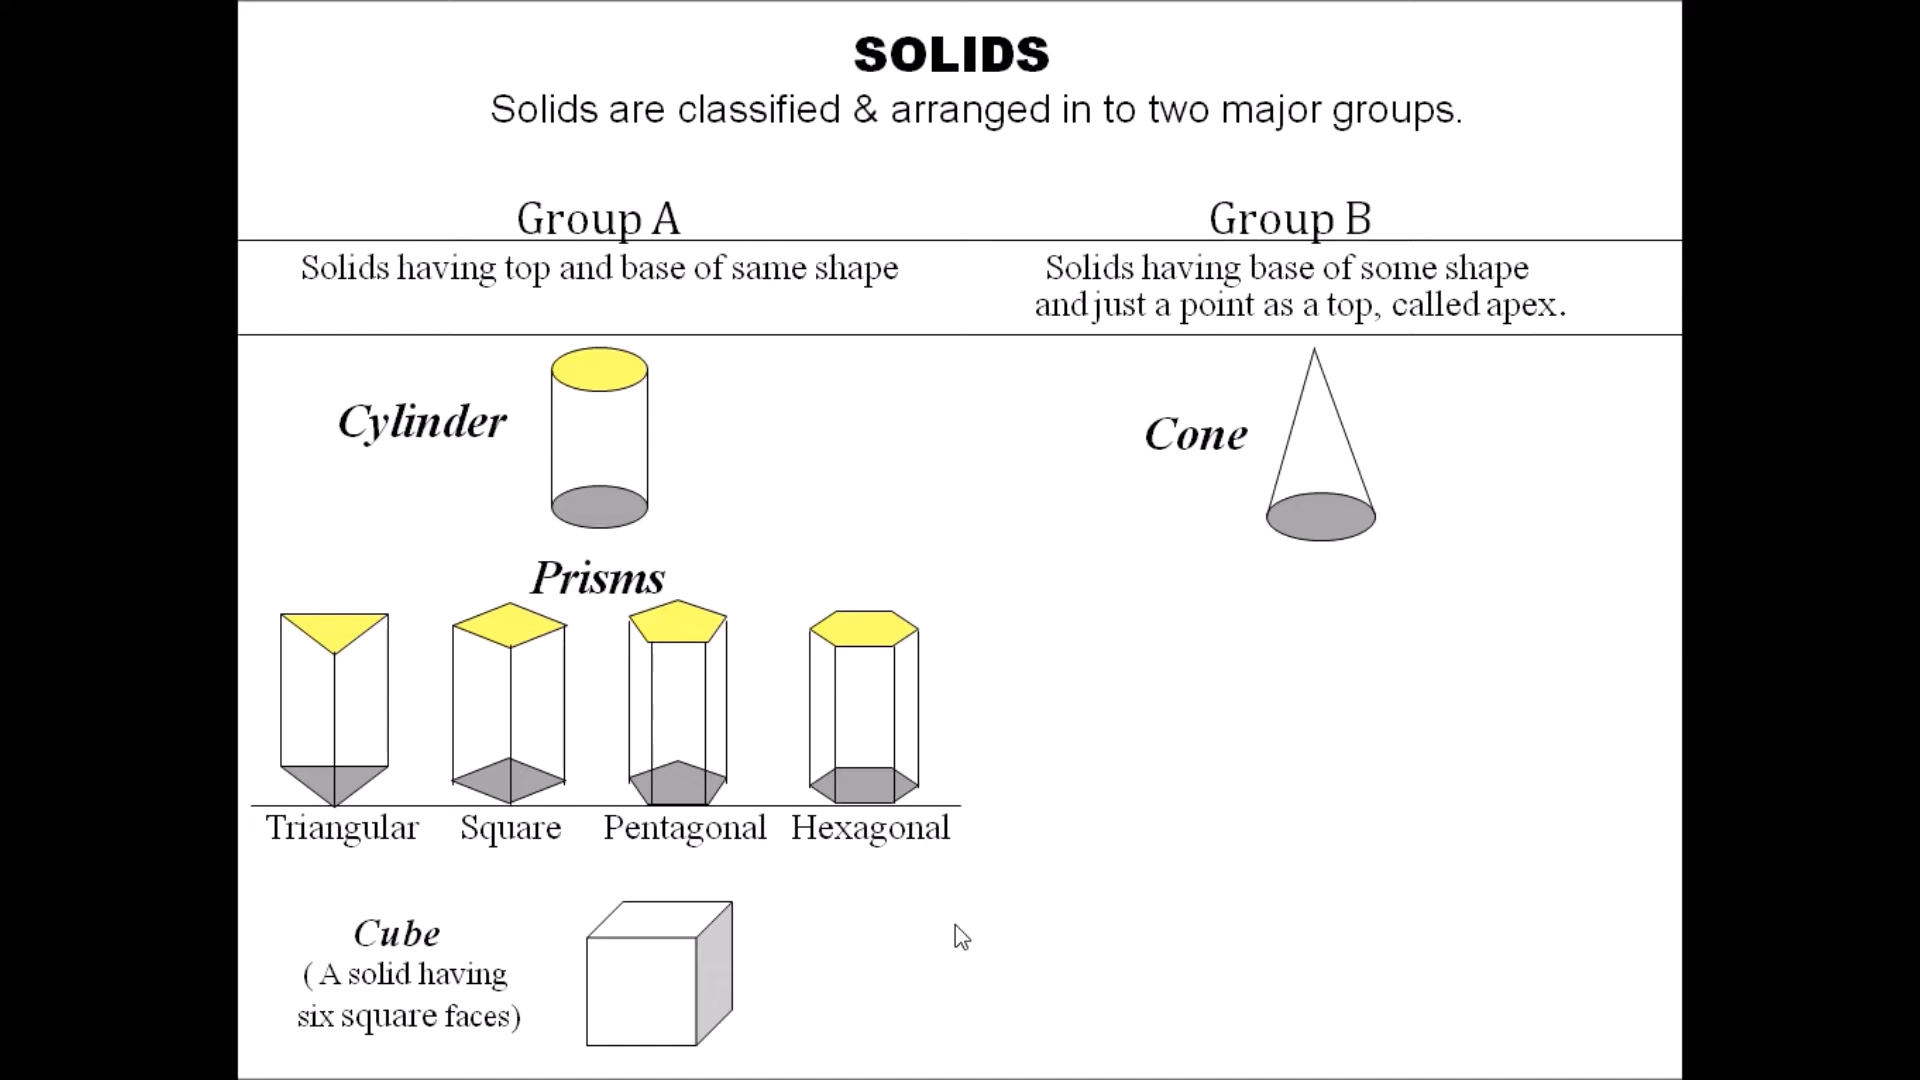 SOLIDS
Solids are classified & arranged in to two major groups.
Group A
Solids having top and base of same shape
Cylinder
Prisms
Triangular
Square
Pentagonal
Hexagonal
Cube
( A solid having
six square faces)
Group B
Solids having base of some shape
and just a point as a top, called apex.
Cone